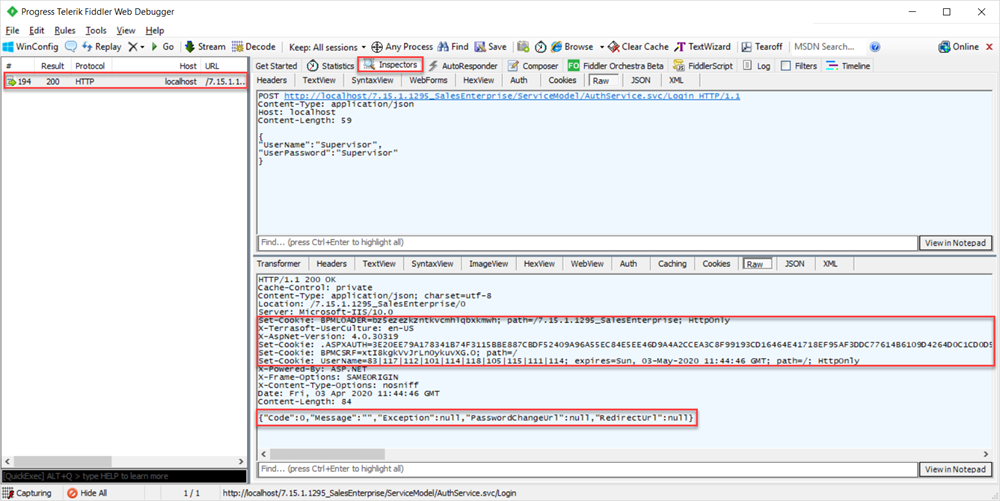 Progress Telerik Fiddler Web Debugger
File Edit Rules Tools View Help
WinConfig Replay Go Stream Decode Keep: All sessions Any Process Find Save Browse Clear Cache TextWizard Tearoff MSDN Search... Online
# Result Protocol Host URL
194 200 HTTP localhost /7.15.1.1...
Get Started Statistics Inspectors AutoResponder Composer FO Fiddler Orchestra Beta FiddlerScript Log Filters Timeline
Headers TextView SyntaxView WebForms HexView Auth Cookies Raw JSON XML
POST http://localhost/7.15.1.1295_SalesEnterprise/ServiceModel/AuthService.svc/Login HTTP/1.1
Content-Type: application/json
Host: localhost
Content-Length: 59
{
"UserName":"Supervisor",
"UserPassword":"Supervisor"
}
Find... (press Ctrl+Enter to highlight all) View in Notepad
Transformer Headers TextView SyntaxView ImageView HexView WebView Auth Caching Cookies Raw JSON XML
HTTP/1.1 200 OK
Cache-Control: private
Content-Type: application/json; charset=utf-8
Location: /7.15.1.1295_SalesEnterprise/0
Server: Microsoft-IIS/10.0
Set-Cookie: path=/7.15.1.1295_SalesEnterprise; HttpOnly
X-Terrasoft-UserCulture: en-US
X-AspNet-Version: 4.0.30319
Set-Cookie:
Set-Cookie: BPMCSRF=xtI8kgkVvJrLnOykuvXG.O; path=/
Set-Cookie: UserName=83|117|112|101|114|118|105|115|111|114; expires=Sun, 03-May-2020 11:44:46 GMT; path=/; HttpOnly
X-Powered-By: ASP.NET
X-Frame-Options: SAMEORIGIN
X-Content-Type-Options: nosniff
Date: Fri, 03 Apr 2020 11:44:46 GMT
Content-Length: 84
{"Code":0,"Message":"","Exception":null,"PasswordChangeUrl":null,"RedirectUrl":null}
[QuickExec] ALT+Q > type HELP to learn more
Find... (press Ctrl+Enter to highlight all) View in Notepad
Capturing Hide All 1 / 1 http://localhost/7.15.1.1295_SalesEnterprise/ServiceModel/AuthService.svc/Login